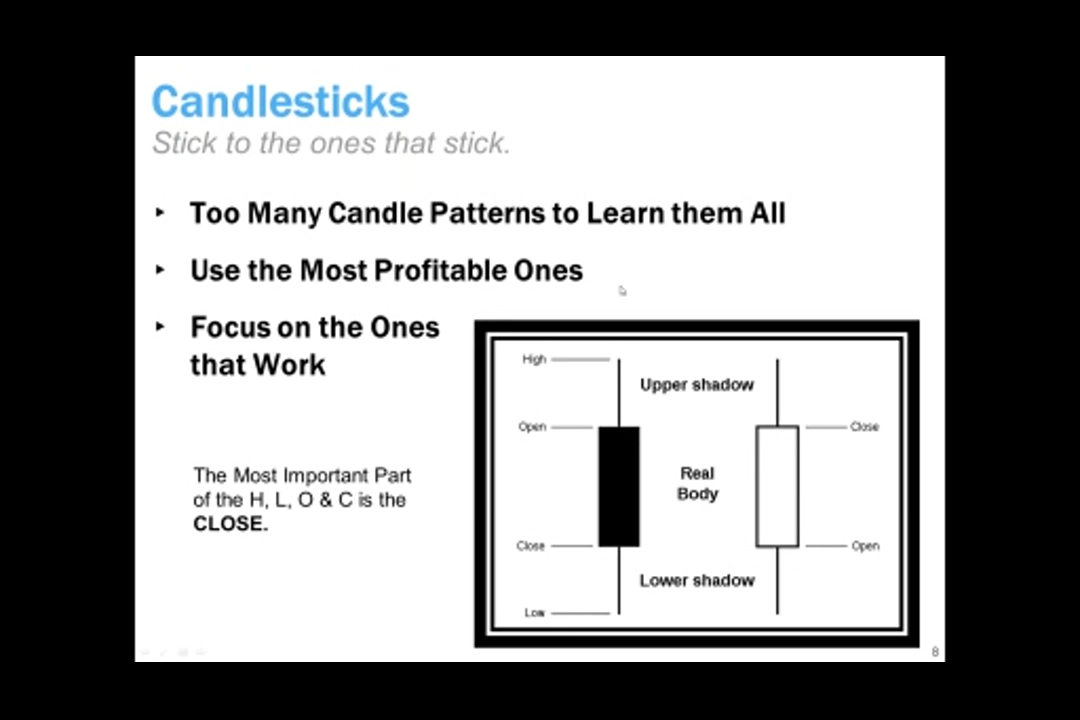 Candlesticks
Stick to the ones that stick.
‣ Too Many Candle Patterns to Learn them All
‣ Use the Most Profitable Ones
‣ Focus on the Ones
that Work
The Most Important Part
of the H, L, O & C is the
CLOSE.
High
Upper shadow
Open
Close
Real
Body
Close
Open
Lower shadow
Low
8